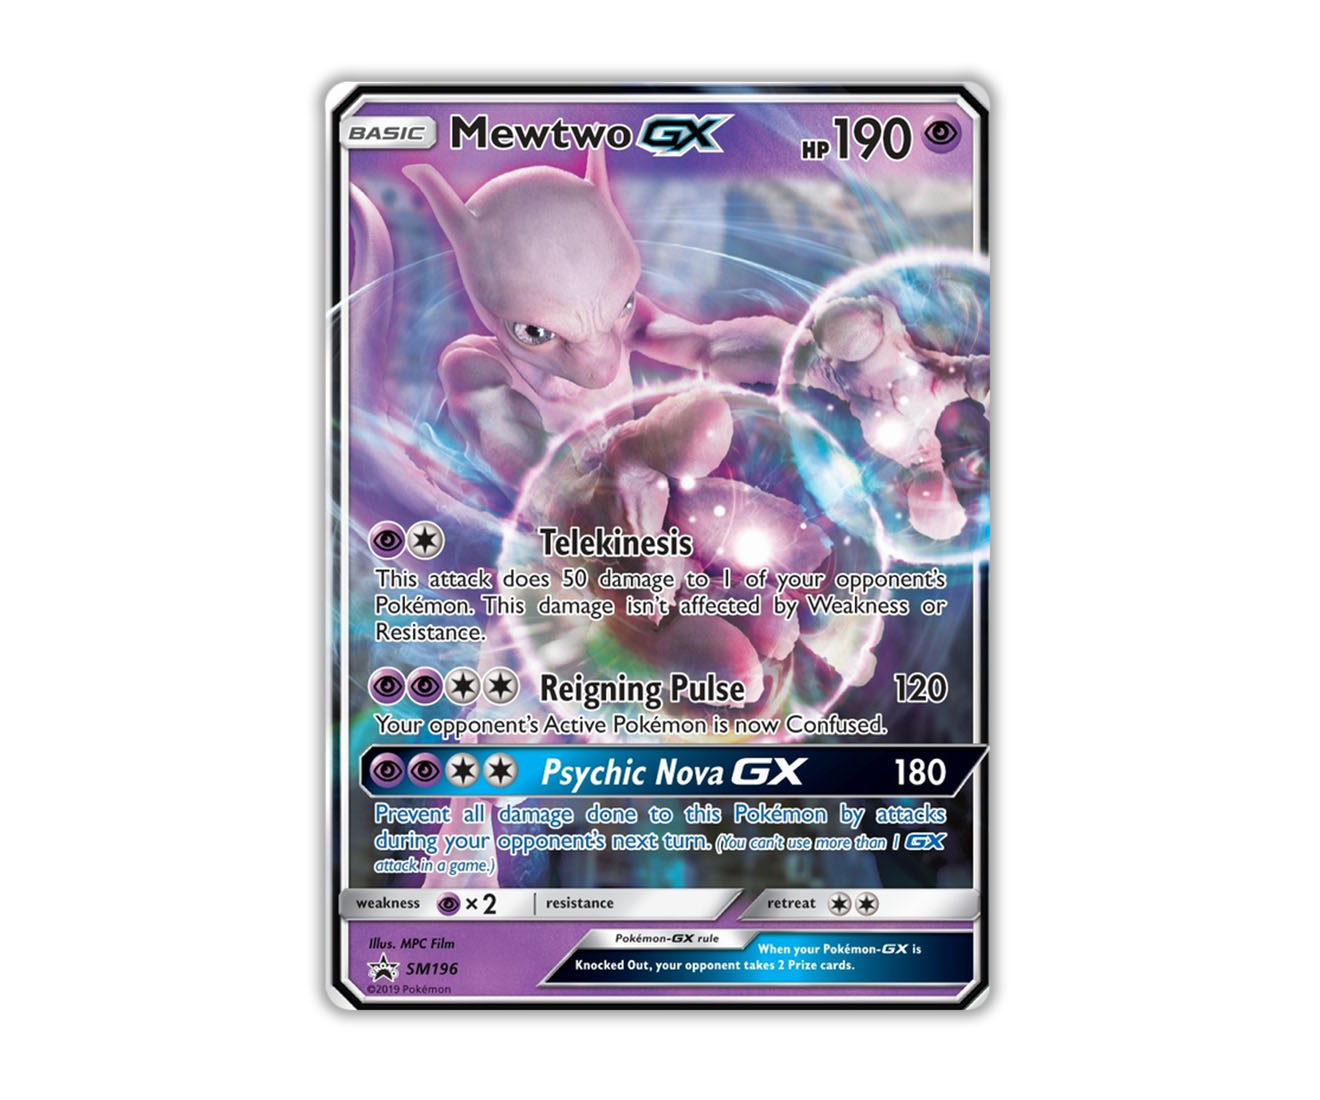 BASIC Mewtwo GX HP 190
Telekinesis
This attack does 50 damage to 1 of your opponent's
Pokémon. This damage isn't affected by Weakness or
Resistance.
Reigning Pulse 120
Your opponent's Active Pokémon is now Confused.
Psychic Nova GX 180
Prevent all damage done to this Pokémon by attacks
during your opponent's next turn. (You can't use more than 1 GX
attack in a game.)
weakness ×2 resistance retreat
Illus. MPC Film
PROMO SM196
©2019 Pokémon
Pokémon-GX rule
When your Pokémon-GX is
Knocked Out, your opponent takes 2 Prize cards.